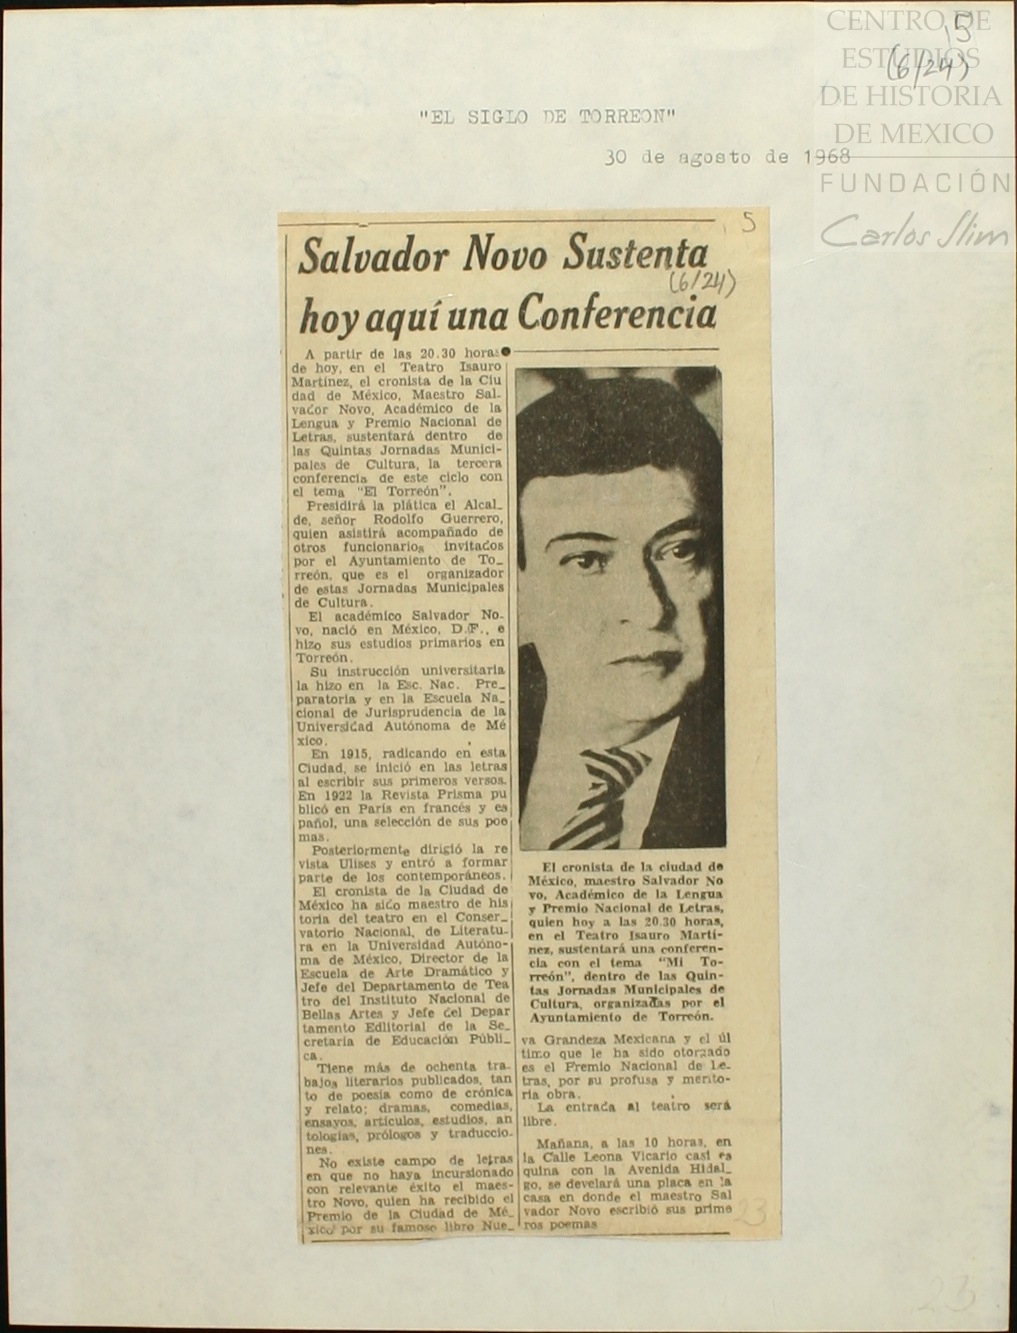 CENTRO DE
ESTUDIOS
DE HISTORIA
DE MEXICO
FUNDACIÓN
Carlos Slim
5
(6/24)
"EL SIGLO DE TORREON"
30 de agosto de 1968
5
Salvador Novo Sustenta
(6/24)
hoy aquí una Conferencia
A partir de las 20.30 horas
de hoy, en el Teatro Isauro
Martínez, el cronista de la Ciu
dad de México, Maestro Sal-
vador Novo, Académico de la
Lengua y Premio Nacional de
Letras, sustentará dentro de
las Quintas Jornadas Munici-
pales de Cultura, la tercera
conferencia de este ciclo con
el tema "El Torreón".
Presidirá la plática el Alcal_
de, señor Rodolfo Guerrero,
quien asistirá acompañado de
otros funcionarios invitados
por el Ayuntamiento de To_
rreón, que es el organizador
de estas Jornadas Municipales
de Cultura.
El académico Salvador No-
vo, nació en México, D.F., e
hizo sus estudios primarios en
Torreón.
Su instrucción universitaria
la hizo en la Esc. Nac. Pre_
paratoria y en la Escuela Na_
cional de Jurisprudencia de la
Universidad Autónoma de Mé
xico.
En 1915, radicando en esta
Ciudad, se inició en las letras
al escribir sus primeros versos.
En 1922 la Revista Prisma pu
blicó en París en francés y es
pañol, una selección de sus poe
mas.
Posteriormente dirigió la re
vista Ulises y entró a formar
parte de los contemporáneos.
El cronista de la Ciudad de
México ha sido maestro de his
toria del teatro en el Conser_
vatorio Nacional, de Literatu-
ra en la Universidad Autóno-
ma de México, Director de la
Escuela de Arte Dramático y
Jefe del Departamento de Tea
tro del Instituto Nacional de
Bellas Artes y Jefe del Depar
tamento Edlitorial de la Se_
cretaria de Educación Públi_
ca.
Tiene más de ochenta tra-
bajos literarios publicados, tan
to de poesía como de crónica
y relato; dramas, comedias,
ensayos, artículos, estudios, an
tologías, prólogos y traduccio-
nes.
No existe campo de letras
en que no haya incursionado
con relevante éxito el maes-
tro Novo, quien ha recibido el
Premio de la Ciudad de Mé_
xico por su famoso libro Nue_
El cronista de la ciudad de
México, maestro Salvador No
vo, Académico de la Lengua
y Premio Nacional de Letras,
quien hoy a las 20.30 horas,
en el Teatro Isauro Martí-
nez, sustentará una conferen-
cia con el tema "Mi To-
rreón", dentro de las Quin-
tas Jornadas Municipales de
Cultura, organizadas por el
Ayuntamiento de Torreón.
va Grandeza Mexicana y el úl
timo que le ha sido otorgado
es el Premio Nacional de Le-
tras, por su profusa y merito-
ria obra.
La entrada al teatro será
libre.
Mañana, a las 10 horas, en
la Calle Leona Vicario casi es
quina con la Avenida Hidal_
go, se develará una placa en la
casa en donde el maestro Sal
vador Novo escribió sus prime
ros poemas
23
23